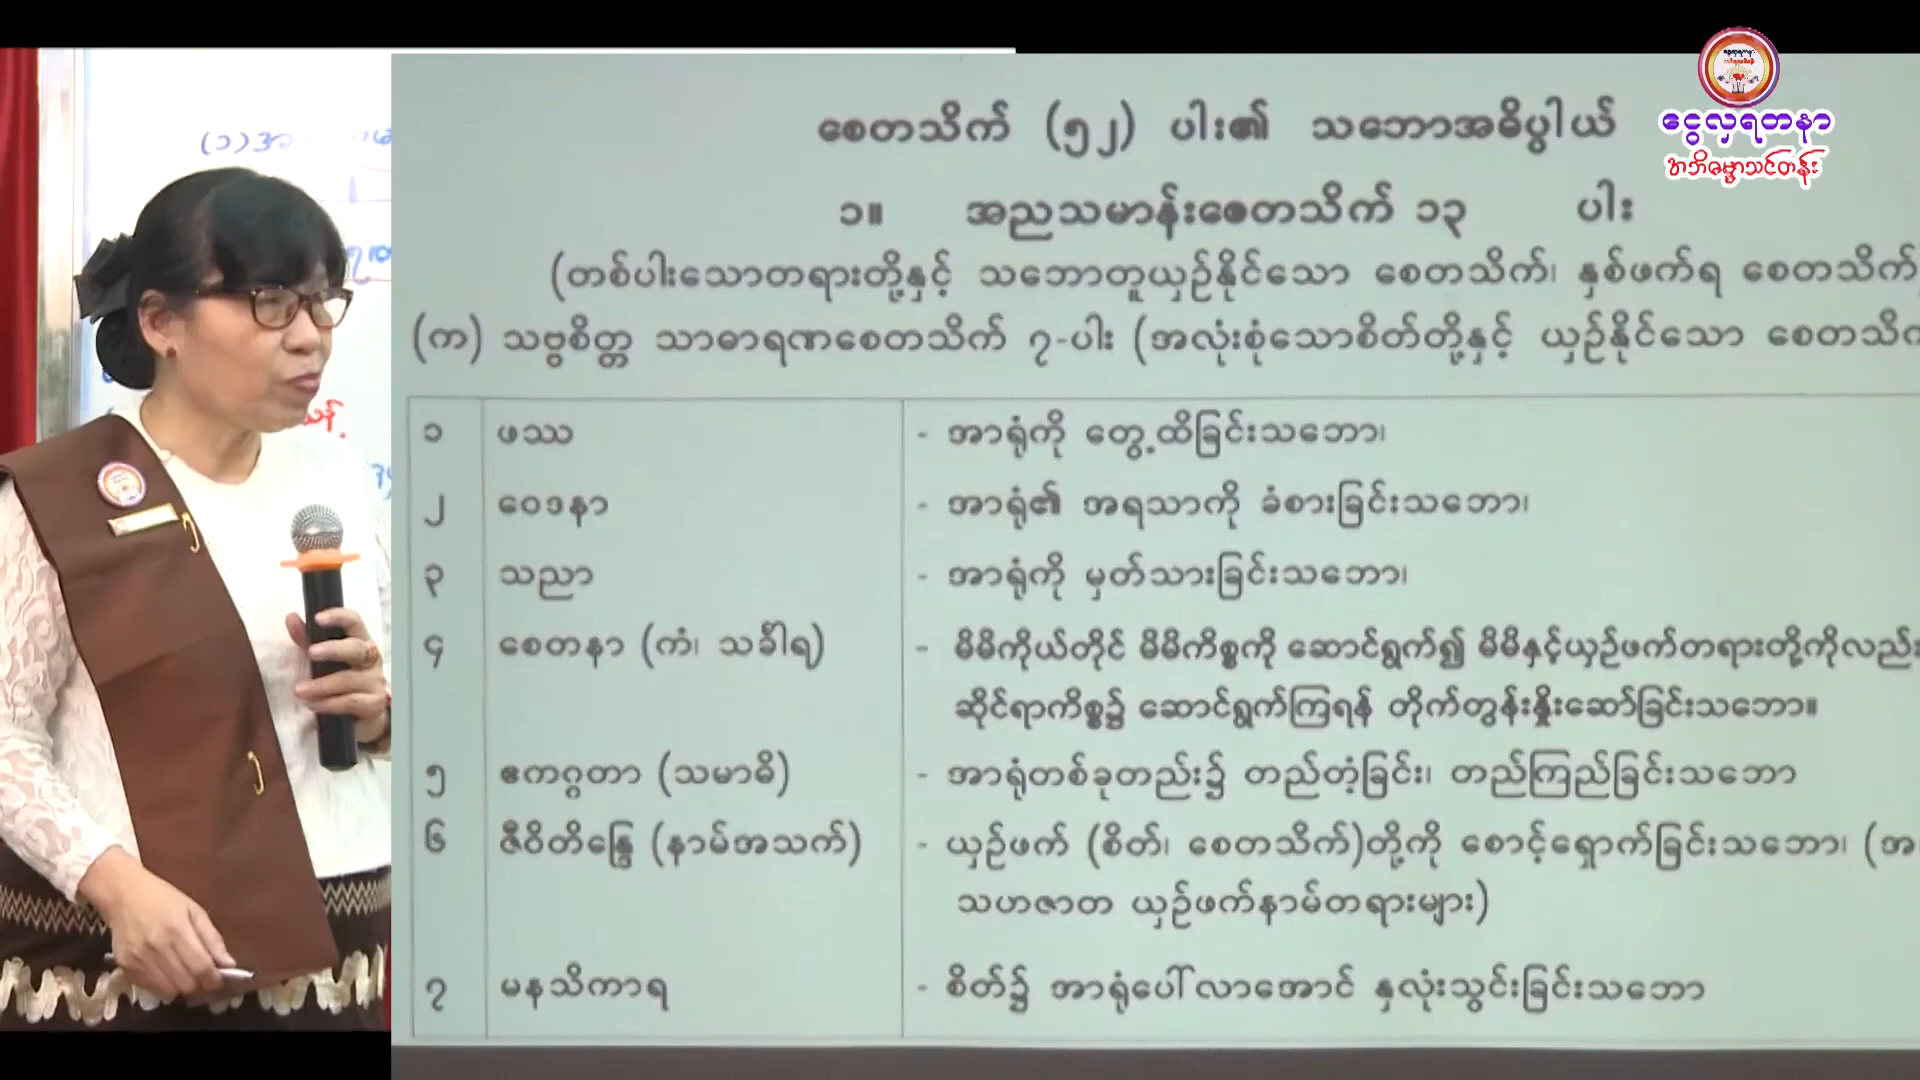 ငွေလှရတနာ
အဘိဓမ္မာသင်တန်း
စေတသိက် (၅၂) ပါး၏ သဘောအဓိပ္ပါယ်
၁။ အညသမာန်းစေတသိက် ၁၃ ပါး
(တစ်ပါးသောတရားတို့နှင့် သဘောတူယှဉ်နိုင်သော စေတသိက်၊ နှစ်ဖက်ရ စေတသိက်)
(က) သဗ္ဗစိတ္တ သာဓာရဏစေတသိက် ၇-ပါး (အလုံးစုံသောစိတ်တို့နှင့် ယှဉ်နိုင်သော
၁ ဖဿ - အာရုံကို တွေ့ထိခြင်းသဘော၊
၂ ဝေဒနာ - အာရုံ၏ အရသာကို ခံစားခြင်းသဘော၊
၃ သညာ - အာရုံကို မှတ်သားခြင်းသဘော၊
၄ စေတနာ (ကံ၊ သင်္ခါရ) - မိမိကိုယ်တိုင် မိမိကိစ္စကို ဆောင်ရွက်၍ မိမိနှင့်ယှဉ်ဖက်တရားတို့ကိုလည်း
ဆိုင်ရာကိစ္စ၌ ဆောင်ရွက်ကြရန် တိုက်တွန်းနှိုးဆော်ခြင်းသဘော။
၅ ဧကဂ္ဂတာ (သမာဓိ) - အာရုံတစ်ခုတည်း၌ တည်တံ့ခြင်း၊ တည်ကြည်ခြင်းသဘော
၆ ဇီဝိတိန္ဒြေ (နာမ်အသက်) - ယှဉ်ဖက် (စိတ်၊ စေတသိက်)တို့ကို စောင့်ရှောက်ခြင်းသဘော၊
သဟဇာတ ယှဉ်ဖက်နာမ်တရားများ)
၇ မနသိကာရ - စိတ်၌ အာရုံပေါ်လာအောင် နှလုံးသွင်းခြင်းသဘော